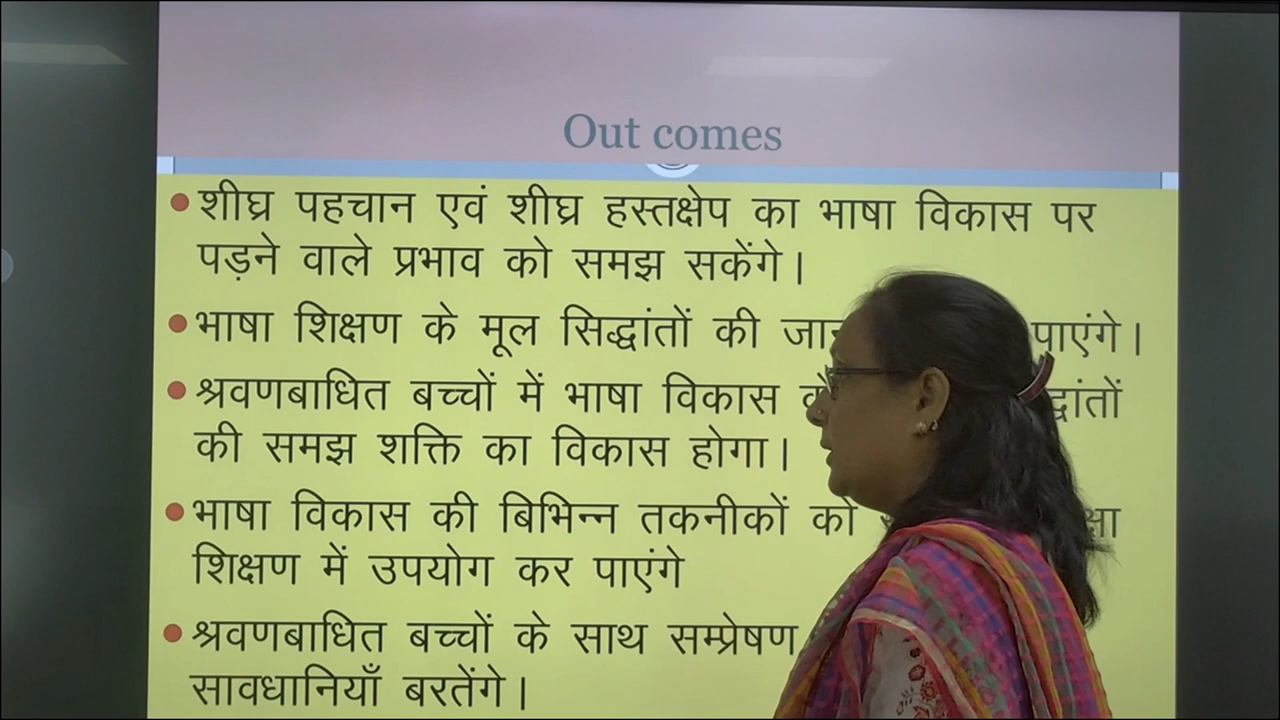 Out comes
• शीघ्र पहचान एवं शीघ्र हस्तक्षेप का भाषा विकास पर
पड़ने वाले प्रभाव को समझ सकेंगे।
• भाषा शिक्षण के मूल सिद्धांतों की पाएंगे।
• श्रवणबाधित बच्चों में भाषा विकास
की समझ शक्ति का विकास होगा।
• भाषा विकास की बिभिन्न तकनीकों को
शिक्षण में उपयोग कर पाएंगे
• श्रवणबाधित बच्चों के साथ सम्प्रेषण
सावधानियाँ बरतेंगे।